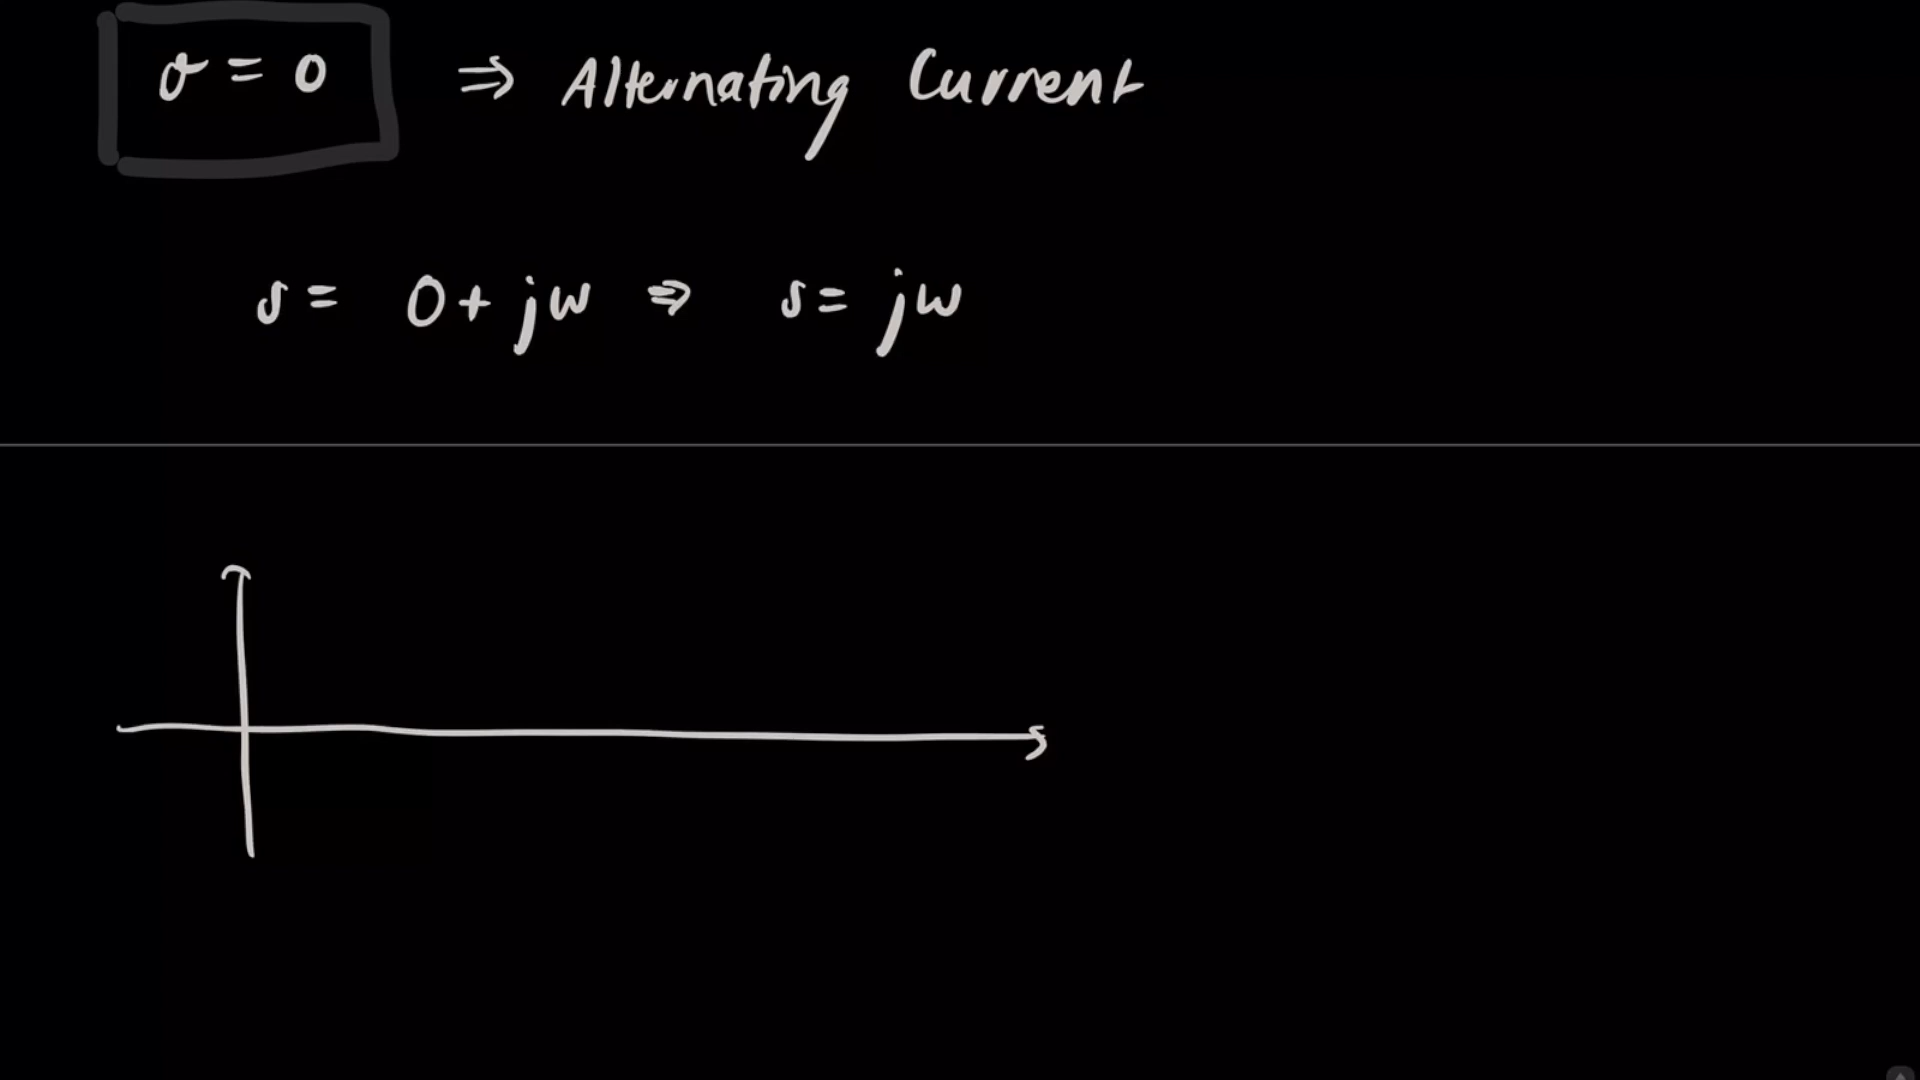 σ = 0 ⇒ Alternating Current
s = 0 + jw ⇒ s = jw